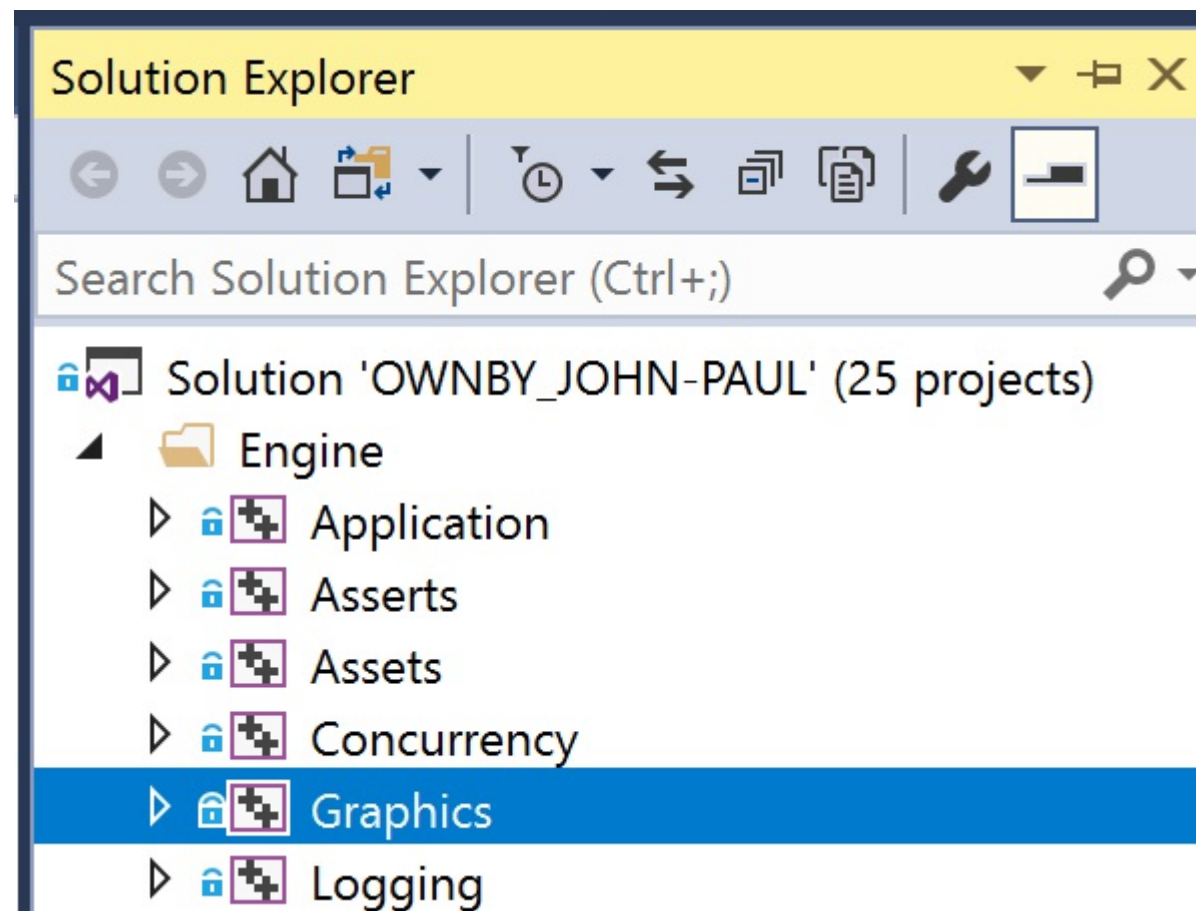 Solution Explorer
Search Solution Explorer (Ctrl+;)
Solution 'OWNBY_JOHN-PAUL' (25 projects)
Engine
Application
Asserts
Assets
Concurrency
Graphics
Logging